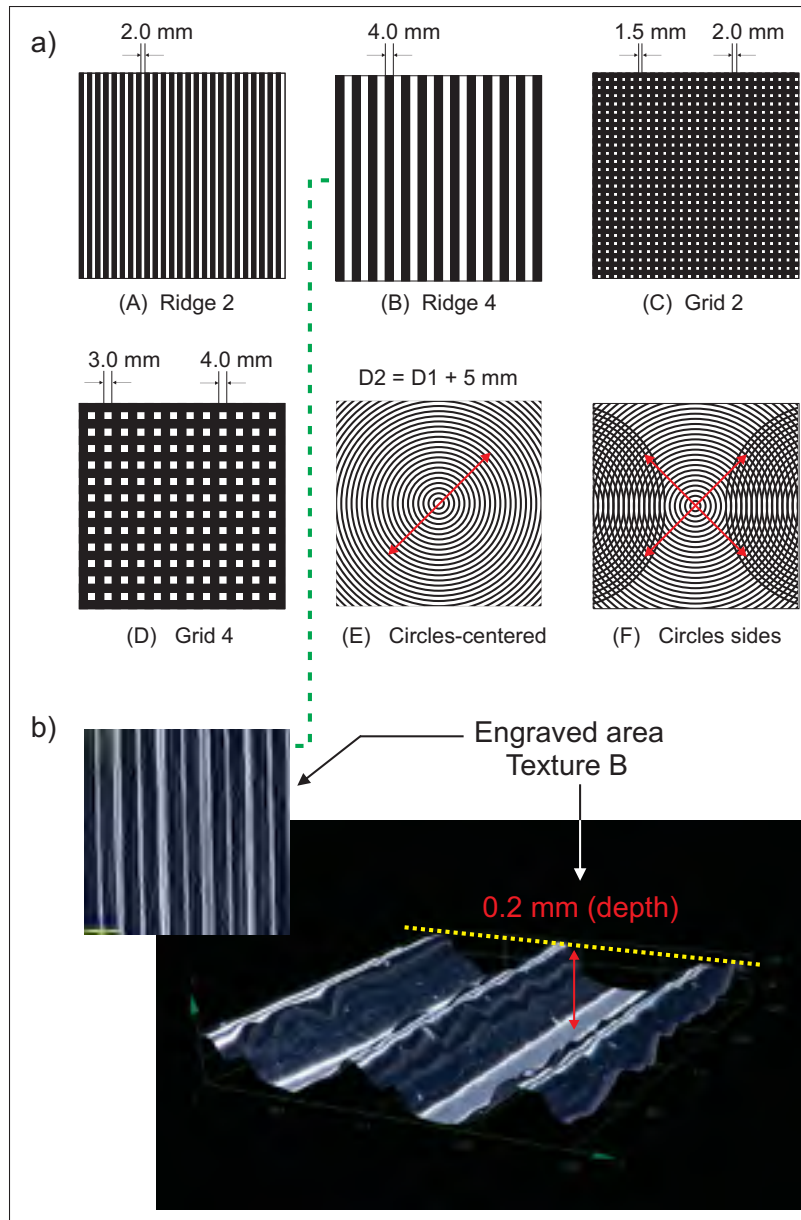 a)
2.0 mm
4.0 mm
1.5 mm
2.0 mm
(A) Ridge 2
(B) Ridge 4
(C) Grid 2
3.0 mm
4.0 mm
D2 = D1 + 5 mm
(D) Grid 4
(E) Circles-centered
(F) Circles sides
b)
Engraved area
Texture B
0.2 mm (depth)